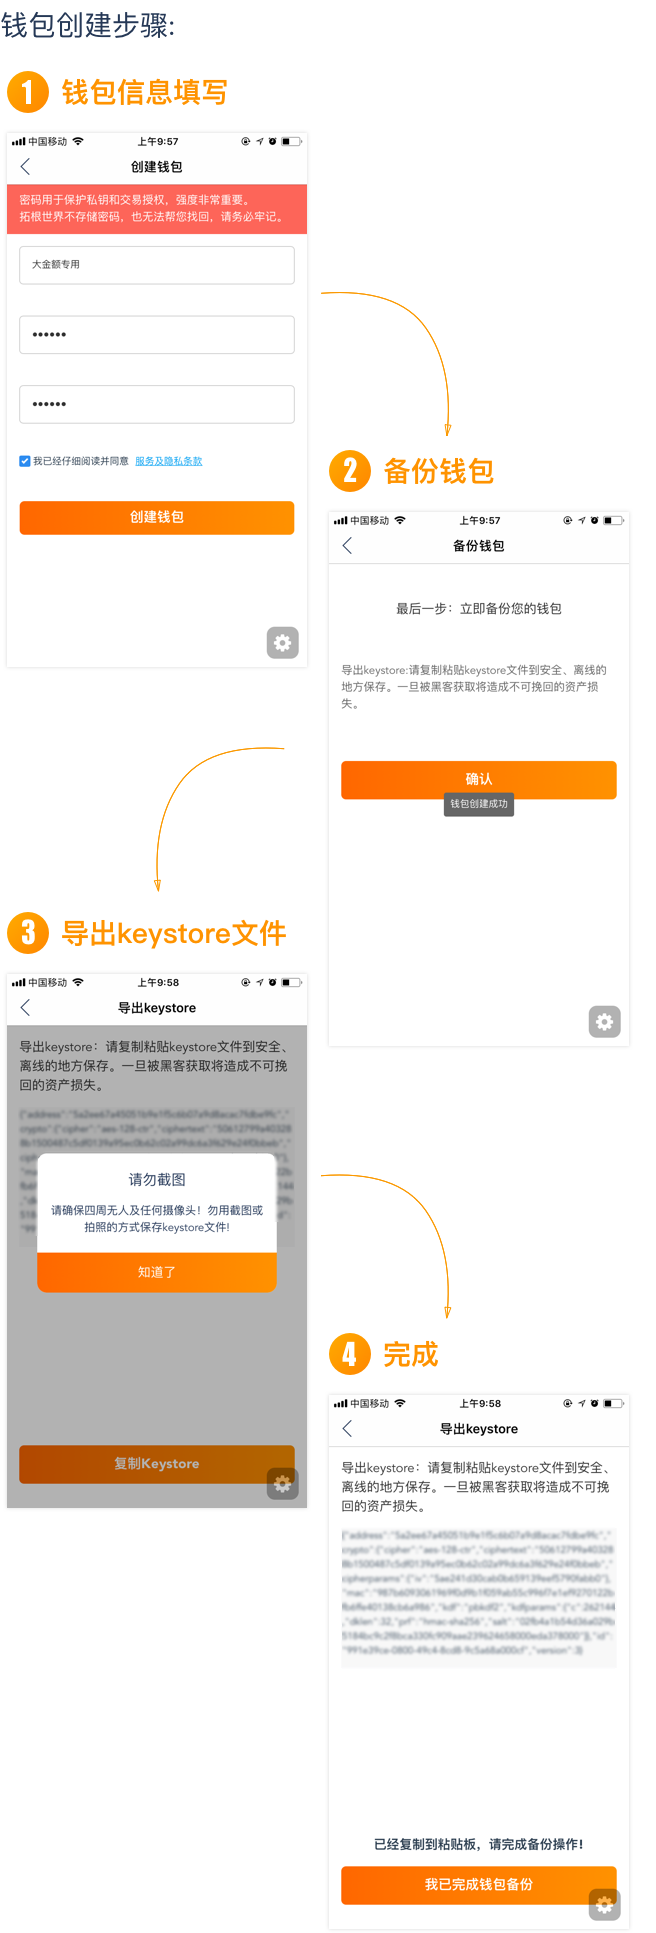 钱包创建步骤:
1 钱包信息填写
中国移动 上午9:57
创建钱包
密码用于保护私钥和交易授权，强度非常重要。
拓根世界不存储密码，也无法帮您找回，请务必牢记。
大金额专用
••••••
••••••
我已经仔细阅读并同意 服务及隐私条款
创建钱包
2 备份钱包
中国移动 上午9:57
备份钱包
最后一步：立即备份您的钱包
导出keystore:请复制粘贴keystore文件到安全、离线的
地方保存。一旦被黑客获取将造成不可挽回的资产损
失。
确认
钱包创建成功
3 导出keystore文件
中国移动 上午9:58
导出keystore
导出keystore：请复制粘贴keystore文件到安全、
离线的地方保存。一旦被黑客获取将造成不可挽
回的资产损失。
请勿截图
请确保四周无人及任何摄像头！勿用截图或
拍照的方式保存keystore文件!
知道了
复制Keystore
4 完成
中国移动 上午9:58
导出keystore
导出keystore：请复制粘贴keystore文件到安全、
离线的地方保存。一旦被黑客获取将造成不可挽
回的资产损失。
已经复制到粘贴板，请完成备份操作！
我已完成钱包备份